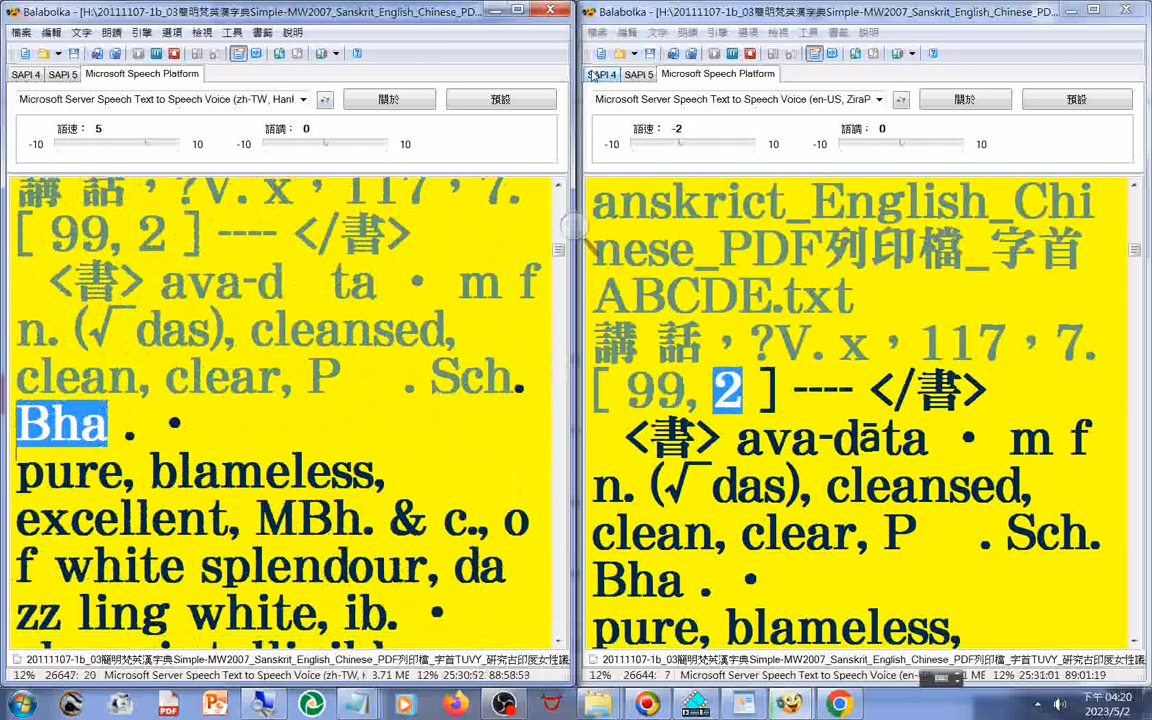 Balabolka - [H:\20111107-1b_03簡明梵英漢字典Simple-MW2007_Sanskrit_English_Chinese_PD...
檔案 編輯 文字 朗讀 引擎 選項 檢視 工具 書籤 說明
SAPI 4 SAPI 5 Microsoft Speech Platform
Microsoft Server Speech Text to Speech Voice (zh-TW, Hanl
關於 預設
語速： 5 語調： 0
-10 10 -10 10
講 話，?V. x，117，7.
[ 99, 2 ] ---- </書>
<書> ava-d ta • m f
n. (√ das), cleansed,
clean, clear, P . Sch.
Bha . •
pure, blameless,
excellent, MBh. & c., o
f white splendour, da
zz ling white, ib. •
20111107-1b_03簡明梵英漢字典Simple-MW2007_Sanskrit_English_Chinese_PDF列印檔_字首TUVY_研究古印度女性議
12% 26647: 20 Microsoft Server Speech Text to Speech Voice (zh-TW, H 3.71 ME 12% 25:30:52 88:58:53
Balabolka - [H:\20111107-1b_03簡明梵英漢字典Simple-MW2007_Sanskrit_English_Chinese_PD...
檔案 編輯 文字 朗讀 引擎 選項 檢視 工具 書籤 說明
SAPI 4 SAPI 5 Microsoft Speech Platform
Microsoft Server Speech Text to Speech Voice (en-US, ZiraP
關於 預設
語速： -2 語調： 0
-10 10 -10 10
anskrict_English_Chi
nese_PDF列印檔_字首
ABCDE.txt
講 話，?V. x，117，7.
[ 99, 2 ] ---- </書>
<書> ava-dāta • m f
n. (√ das), cleansed,
clean, clear, P . Sch.
Bha . •
pure, blameless,
20111107-1b_03簡明梵英漢字典Simple-MW2007_Sanskrit_English_Chinese_PDF列印檔_字首TUVY_研究古印度女性議
12% 26644: 7 Microsoft Server Speech Text to Speech Voice (en-US, 3.71 ME 12% 25:31:01 89:01:19
下午 04:20
2023/5/2